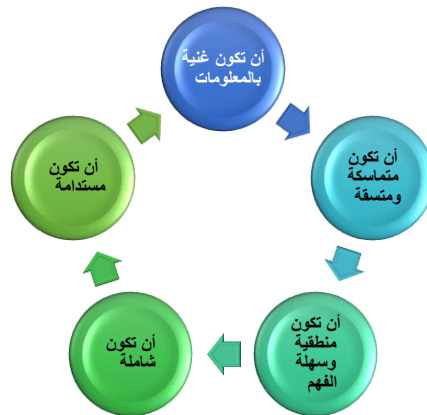 أن تكون غنية
بالمعلومات
أن تكون
متماسكة
ومتسقة
أن تكون
منطقية
وسهلة
الفهم
أن تكون
شاملة
أن تكون
مستدامة